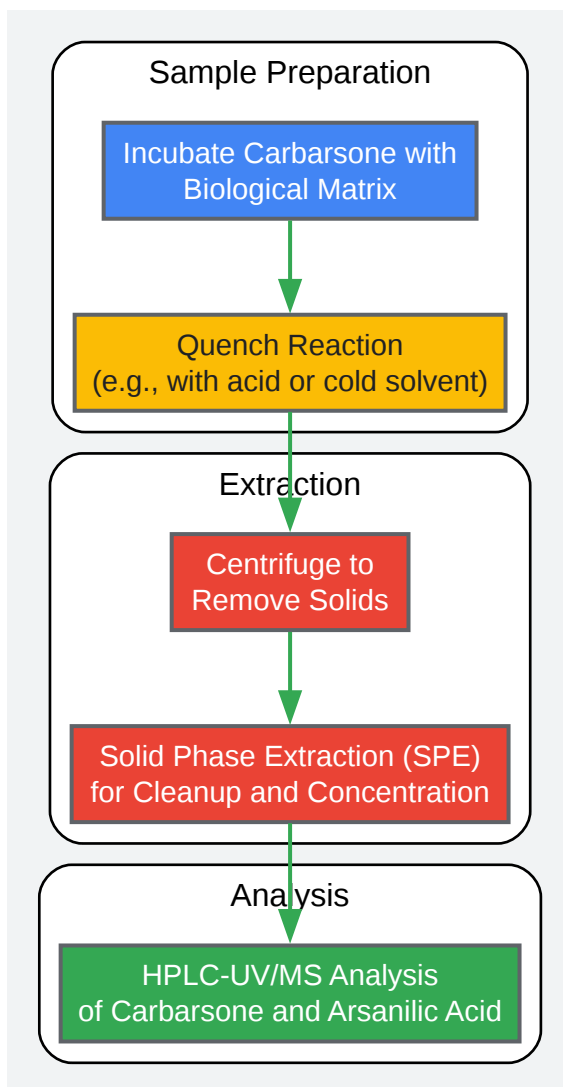 Sample Preparation
Incubate Carbarsone with
Biological Matrix
Quench Reaction
(e.g., with acid or cold solvent)
Extraction
Centrifuge to
Remove Solids
Solid Phase Extraction (SPE)
for Cleanup and Concentration
Analysis
HPLC-UV/MS Analysis
of Carbarsone and Arsanilic Acid